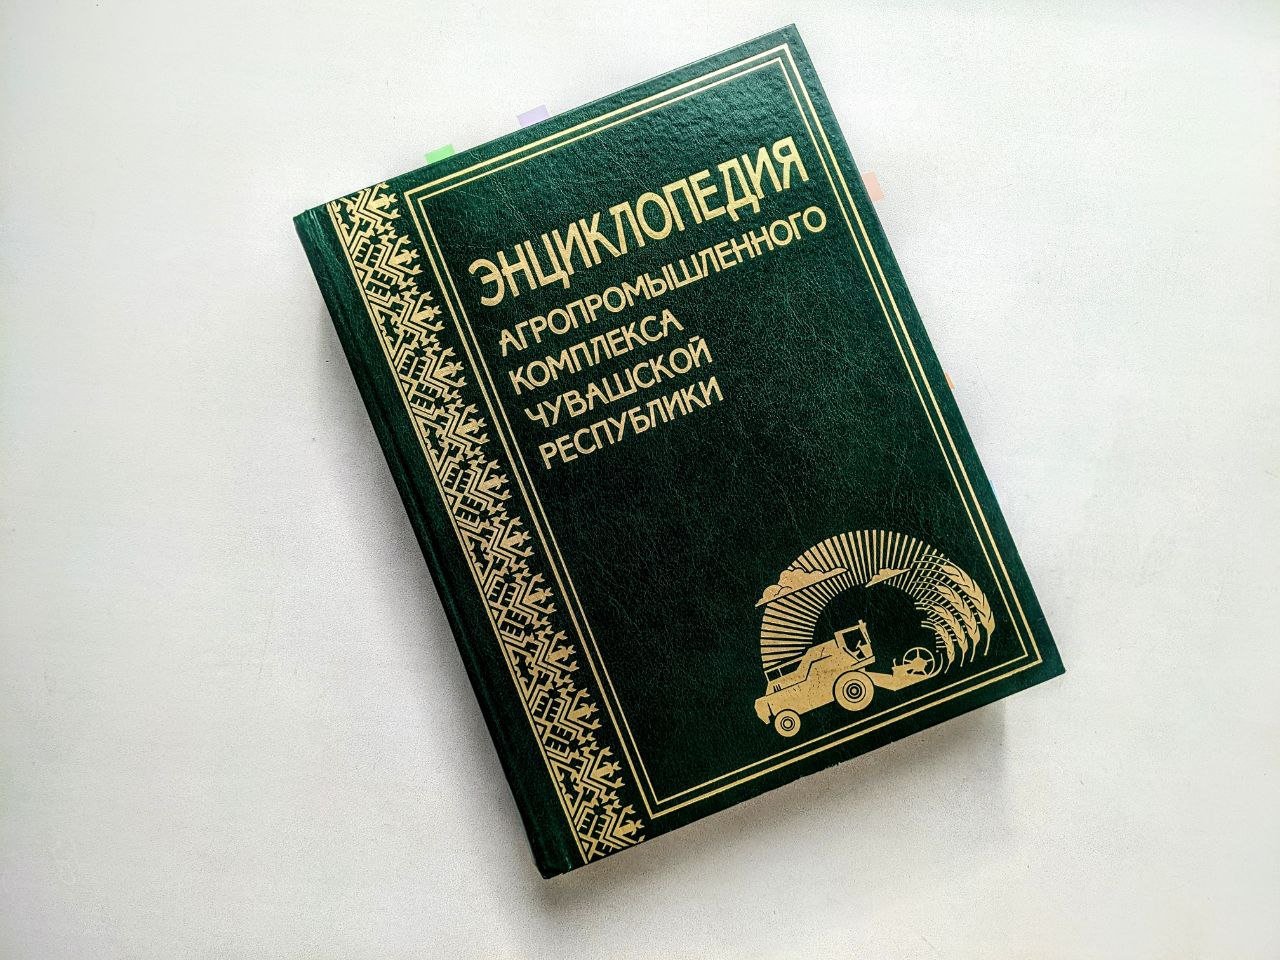 ЭНЦИКЛОПЕДИЯ
АГРОПРОМЫШЛЕННОГО
КОМПЛЕКСА
ЧУВАШСКОЙ
РЕСПУБЛИКИ